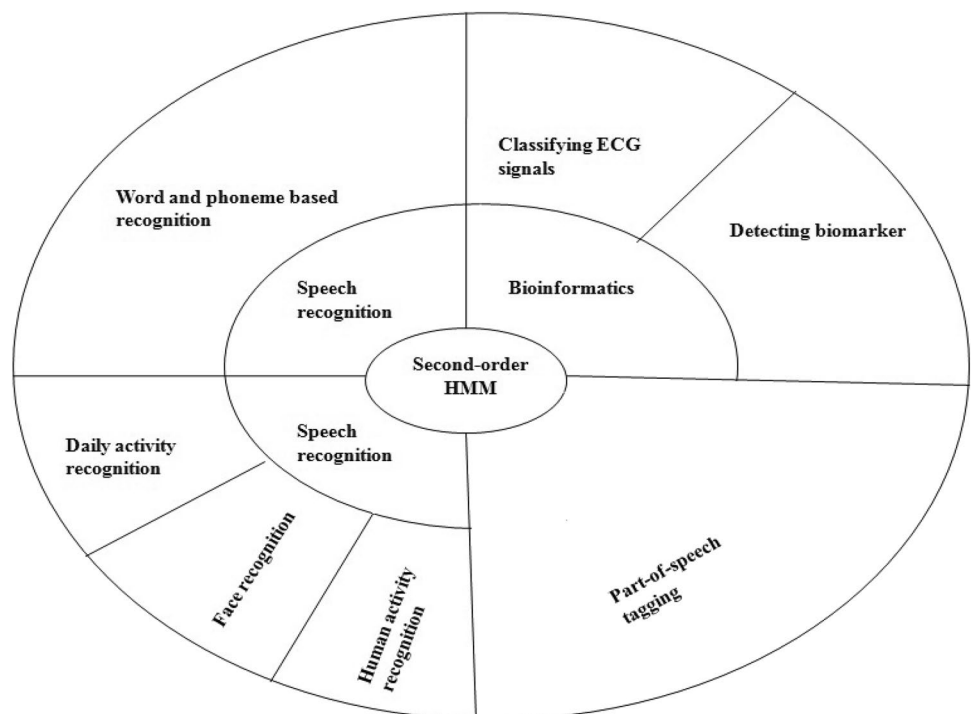 Classifying ECG
signals
Word and phoneme based
recognition
Detecting biomarker
Speech
recognition
Bioinformatics
Second-order
HMM
Daily activity
recognition
Speech
recognition
Face recognition
Human activity
recognition
Part-of-speech
tagging